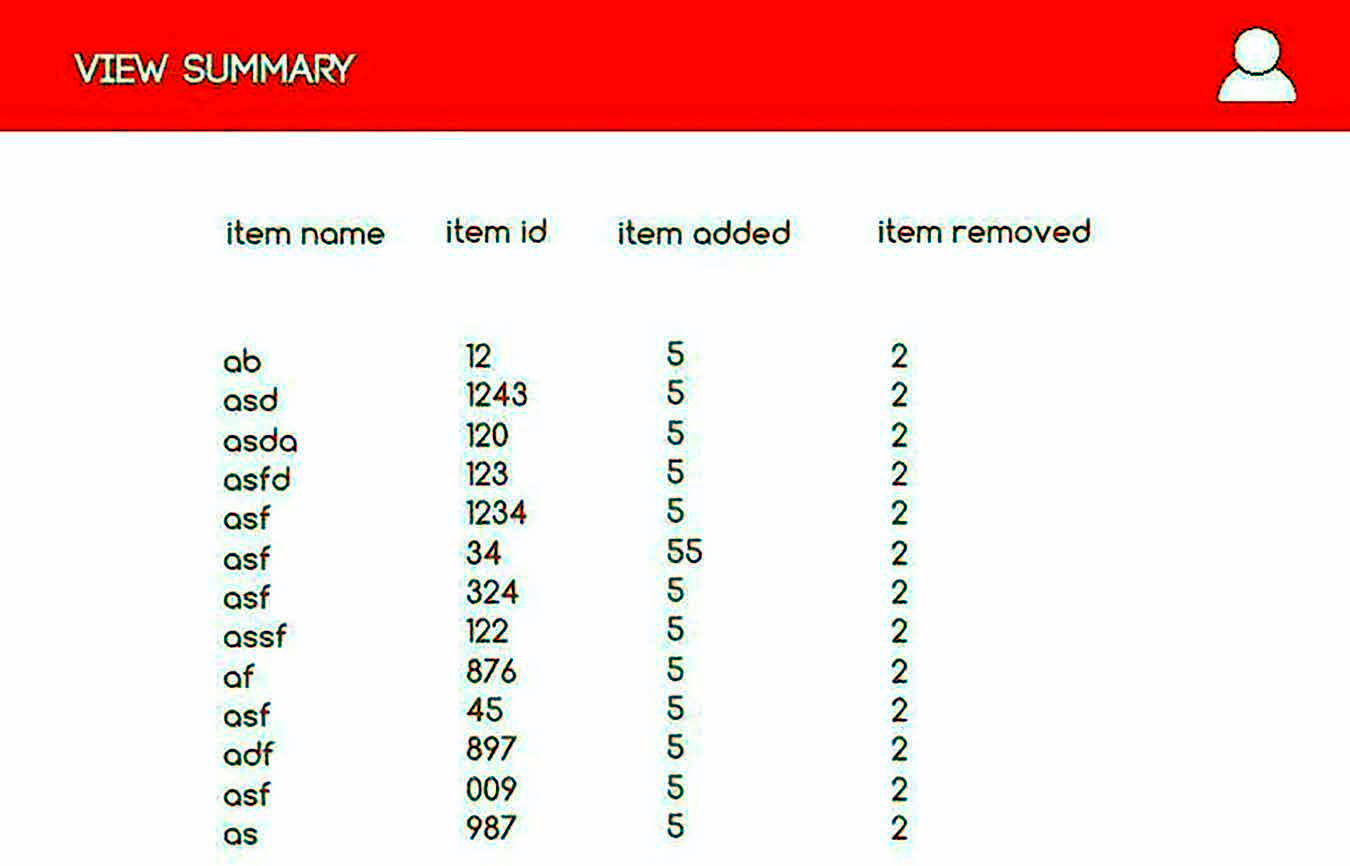 VIEW SUMMARY
item name item id item added item removed
ab 12 5 2
asd 1243 5 2
asda 120 5 2
asfd 123 5 2
asf 1234 5 2
asf 34 55 2
asf 324 5 2
assf 122 5 2
af 876 5 2
asf 45 5 2
adf 897 5 2
asf 009 5 2
as 987 5 2